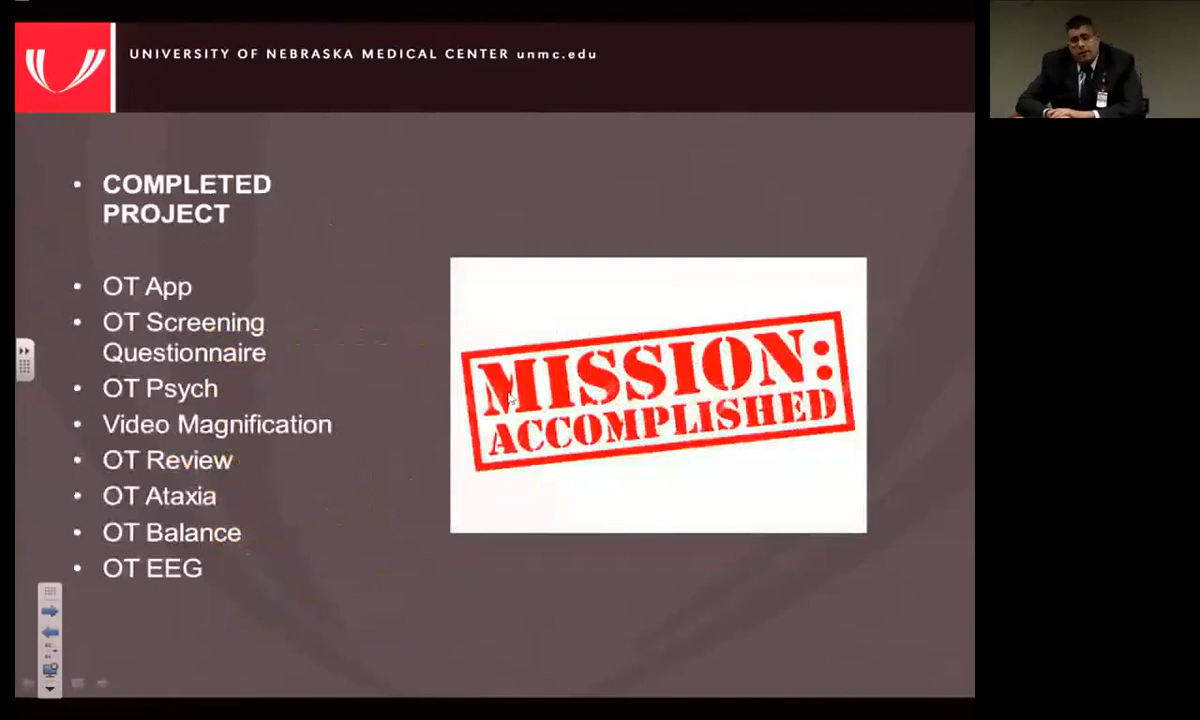 UNIVERSITY OF NEBRASKA MEDICAL CENTER unmc.edu
• COMPLETED
PROJECT
• OT App
• OT Screening
Questionnaire
• OT Psych
• Video Magnification
• OT Review
• OT Ataxia
• OT Balance
• OT EEG
MISSION:
ACCOMPLISHED